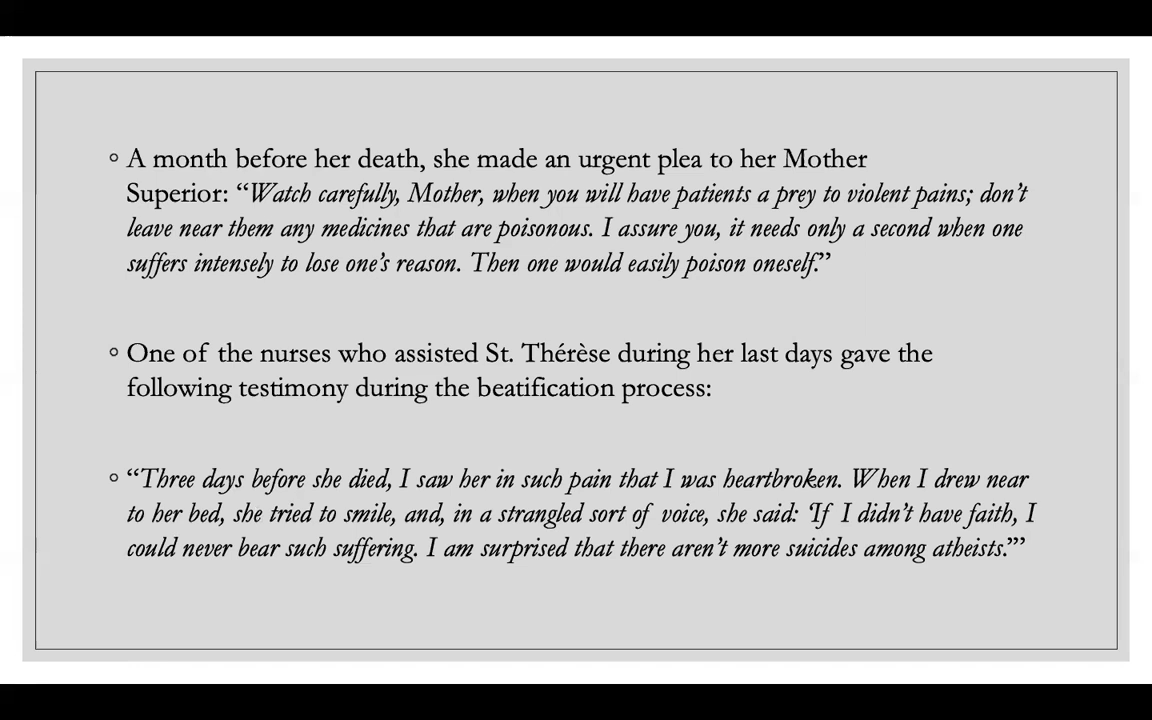 ◦ A month before her death, she made an urgent plea to her Mother
Superior: “Watch carefully, Mother, when you will have patients a prey to violent pains; don’t
leave near them any medicines that are poisonous. I assure you, it needs only a second when one
suffers intensely to lose one’s reason. Then one would easily poison oneself.”
◦ One of the nurses who assisted St. Thérèse during her last days gave the
following testimony during the beatification process:
◦ “Three days before she died, I saw her in such pain that I was heartbroken. When I drew near
to her bed, she tried to smile, and, in a strangled sort of voice, she said: ‘If I didn’t have faith, I
could never bear such suffering. I am surprised that there aren’t more suicides among atheists.’”